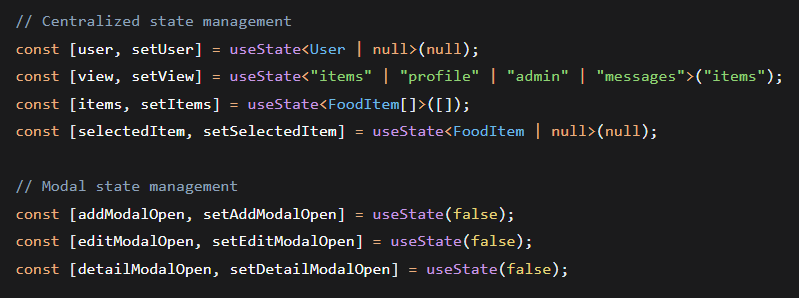 // Centralized state management
const [user, setUser] = useState<User | null>(null);
const [view, setView] = useState<"items" | "profile" | "admin" | "messages">("items");
const [items, setItems] = useState<FoodItem[]>([]);
const [selectedItem, setSelectedItem] = useState<FoodItem | null>(null);
// Modal state management
const [addModalOpen, setAddModalOpen] = useState(false);
const [editModalOpen, setEditModalOpen] = useState(false);
const [detailModalOpen, setDetailModalOpen] = useState(false);